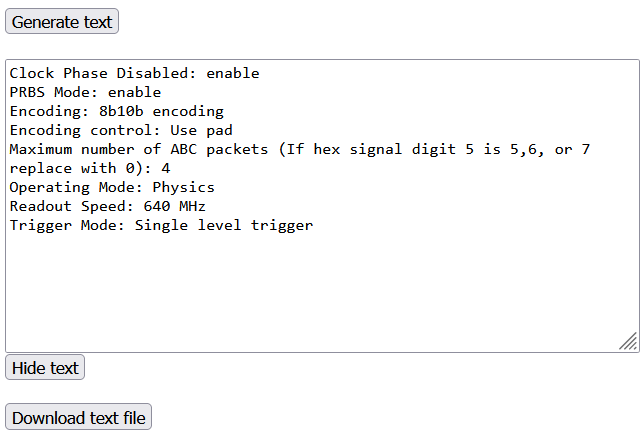 Generate text
Clock Phase Disabled: enable
PRBS Mode: enable
Encoding: 8b10b encoding
Encoding control: Use pad
Maximum number of ABC packets (If hex signal digit 5 is 5,6, or 7
replace with 0): 4
Operating Mode: Physics
Readout Speed: 640 MHz
Trigger Mode: Single level trigger
Hide text
Download text file